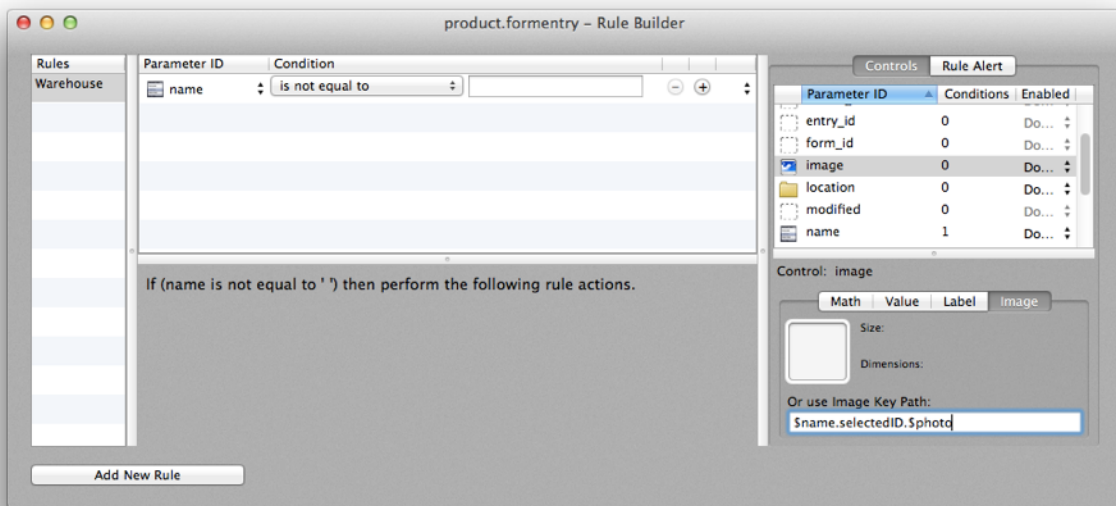 product.formentry – Rule Builder
Rules
Warehouse
Parameter ID Condition
name is not equal to
If (name is not equal to ' ') then perform the following rule actions.
Add New Rule
Controls Rule Alert
Parameter ID Conditions Enabled
entry_id 0 Do...
form_id 0 Do...
image 0 Do...
location 0 Do...
modified 0 Do...
name 1 Do...
Control: image
Math Value Label Image
Size:
Dimensions:
Or use Image Key Path:
$name.selectedID.$photo